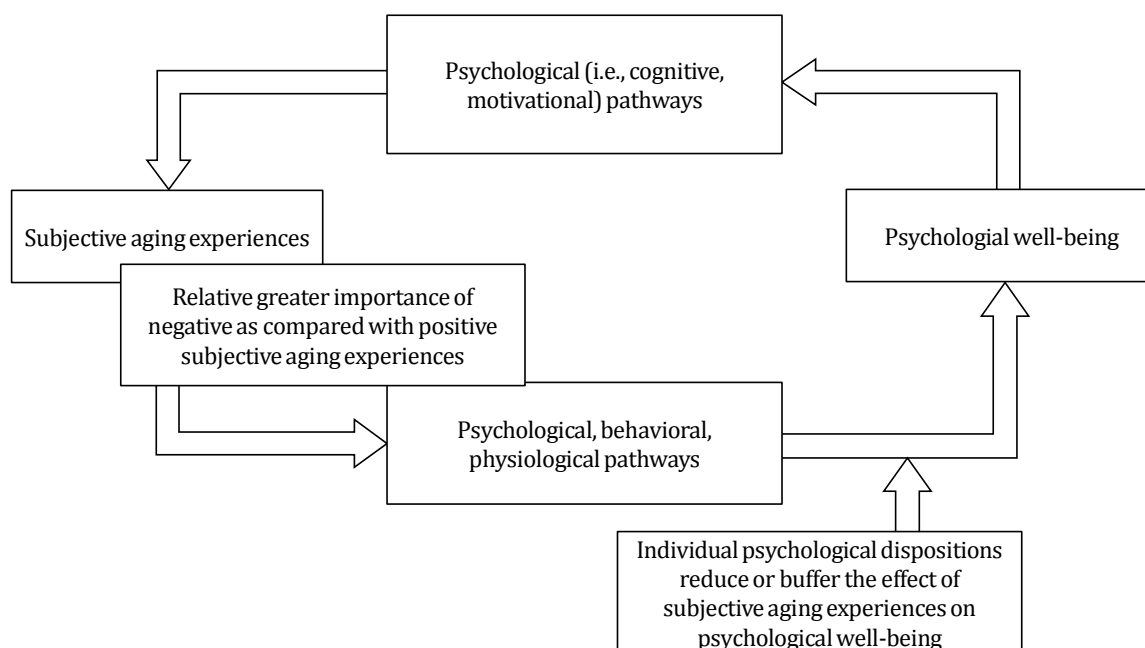 Psychological (i.e., cognitive,
motivational) pathways
Subjective aging experiences
Psychologial well-being
Relative greater importance of
negative as compared with positive
subjective aging experiences
Psychological, behavioral,
physiological pathways
Individual psychological dispositions
reduce or buffer the effect of
subjective aging experiences on
psychological well-being